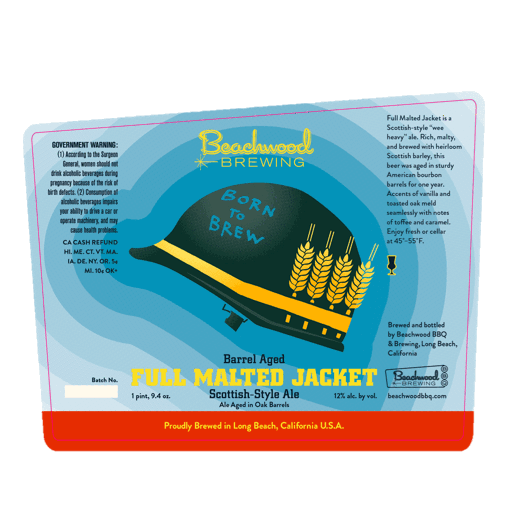 GOVERNMENT WARNING:
(1) According to the Surgeon
General, women should not
drink alcoholic beverages during
pregnancy because of the risk of
birth defects. (2) Consumption of
alcoholic beverages impairs
your ability to drive a car or
operate machinery, and may
cause health problems.
CA CASH REFUND
HI. ME. CT. VT. MA.
IA. DE. NY. OR. 5¢
MI. 10¢ OK+
Batch No.
Beachwood
BREWING
BORN
TO
BREW
Barrel Aged
FULL MALTED JACKET
1 pint, 9.4 oz.
Scottish-Style Ale
12% alc. by vol.
Ale Aged in Oak Barrels
Full Malted Jacket is a
Scottish-style “wee
heavy” ale. Rich, malty,
and brewed with heirloom
Scottish barley, this
beer was aged in sturdy
American bourbon
barrels for one year.
Accents of vanilla and
toasted oak meld
seamlessly with notes
of toffee and caramel.
Enjoy fresh or cellar
at 45°-55°F.
Brewed and bottled
by Beachwood BBQ
& Brewing, Long Beach,
California
Beachwood
BREWING
beachwoodbbq.com
Proudly Brewed in Long Beach, California U.S.A.